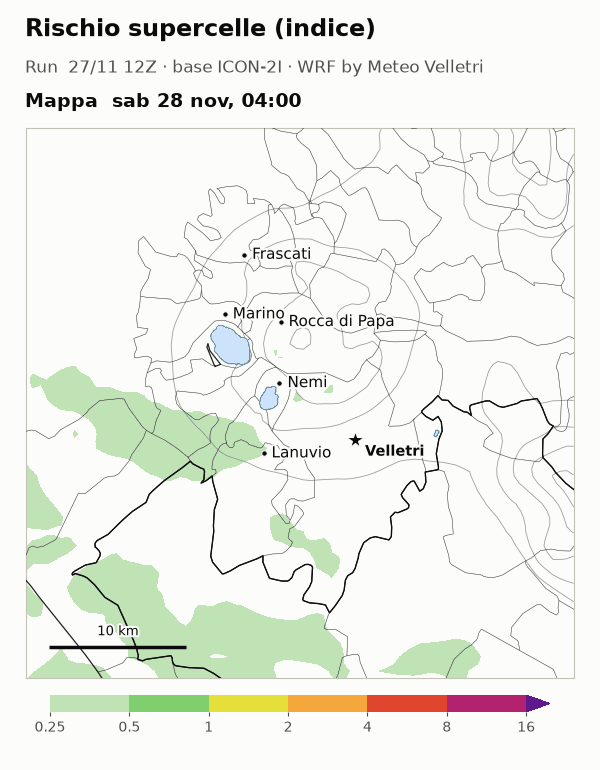 Rischio supercelle (indice)
Run 27/11 12Z · base ICON-2I · WRF by Meteo Velletri
Mappa sab 28 nov, 04:00
Frascati
Marino
Rocca di Papa
Nemi
Velletri
Lanuvio
10 km
0.25 0.5 1 2 4 8 16